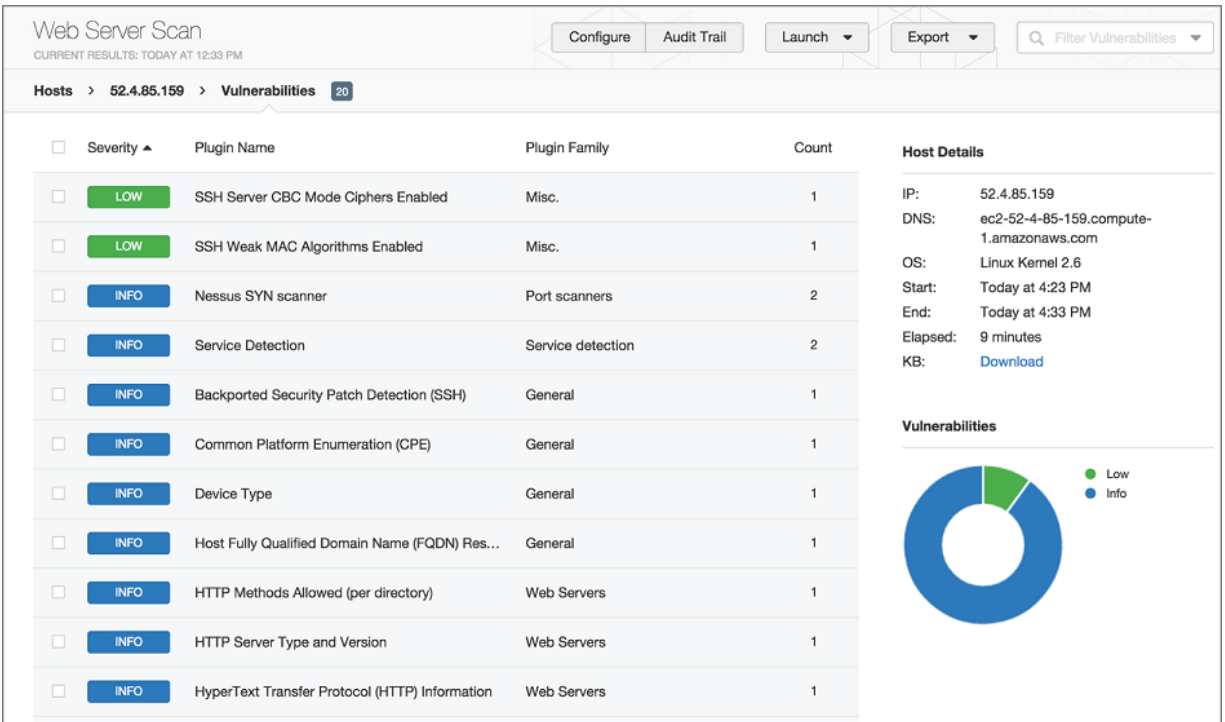 Web Server Scan
CURRENT RESULTS: TODAY AT 12:33 PM
Configure Audit Trail Launch Export Filter Vulnerabilities
Hosts > 52.4.85.159 > Vulnerabilities 20
Severity Plugin Name Plugin Family Count
LOW SSH Server CBC Mode Ciphers Enabled Misc. 1
LOW SSH Weak MAC Algorithms Enabled Misc. 1
INFO Nessus SYN scanner Port scanners 2
INFO Service Detection Service detection 2
INFO Backported Security Patch Detection (SSH) General 1
INFO Common Platform Enumeration (CPE) General 1
INFO Device Type General 1
INFO Host Fully Qualified Domain Name (FQDN) Res... General 1
INFO HTTP Methods Allowed (per directory) Web Servers 1
INFO HTTP Server Type and Version Web Servers 1
INFO HyperText Transfer Protocol (HTTP) Information Web Servers 1
Host Details
IP: 52.4.85.159
DNS: ec2-52-4-85-159.compute-
1.amazonaws.com
OS: Linux Kernel 2.6
Start: Today at 4:23 PM
End: Today at 4:33 PM
Elapsed: 9 minutes
KB: Download
Vulnerabilities
Low
Info